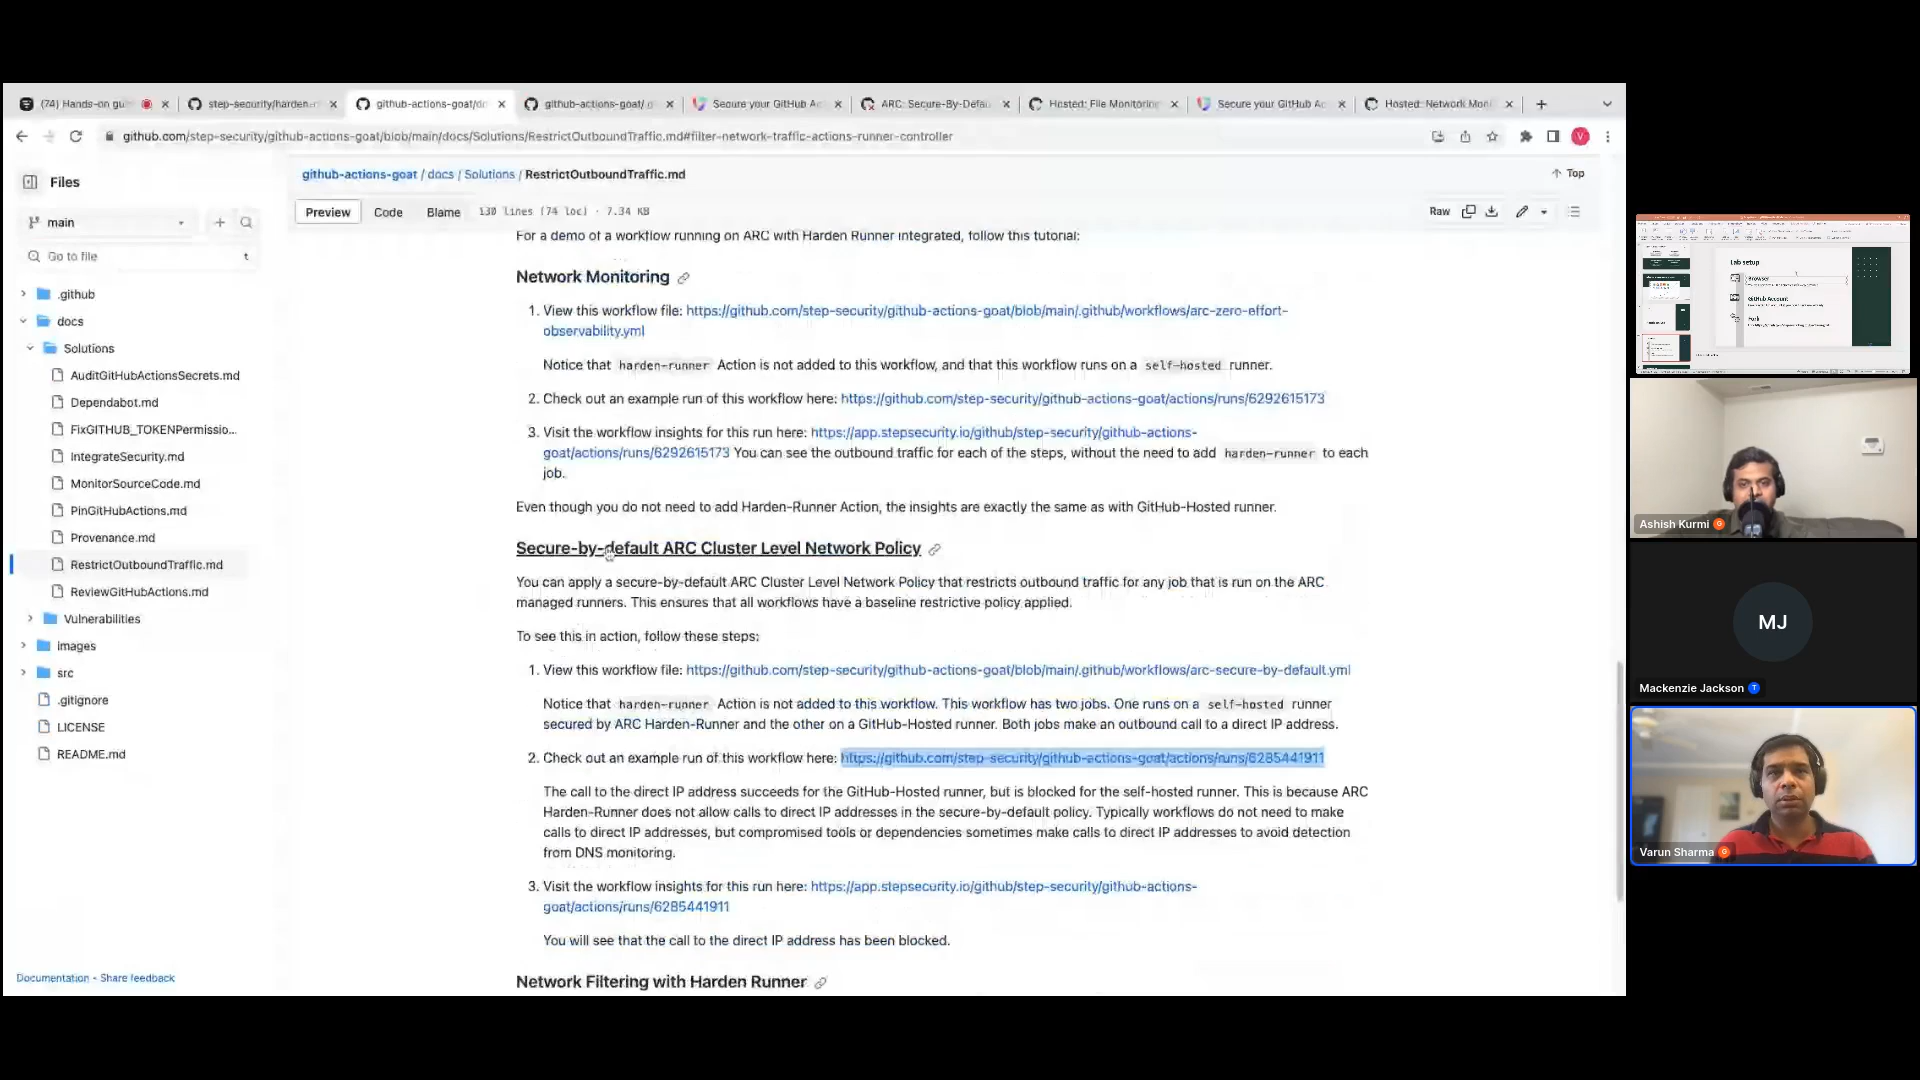 (74) Hands-on gui
step-security/harden-r
github-actions-goat/do
github-actions-goat/.g
Secure your GitHub A
ARC: Secure-By-Defau
Hosted: File Monitoring
Secure your GitHub A
Hosted: Network Moni
github.com/step-security/github-actions-goat/blob/main/docs/Solutions/RestrictOutboundTraffic.md#filter-network-traffic-actions-runner-controller
V
Files
main
Go to file
t
.github
docs
Solutions
AuditGitHubActionsSecrets.md
Dependabot.md
FixGITHUB_TOKENPermissio...
IntegrateSecurity.md
MonitorSourceCode.md
PinGitHubActions.md
Provenance.md
RestrictOutboundTraffic.md
ReviewGitHubActions.md
Vulnerabilities
images
src
.gitignore
LICENSE
README.md
Documentation • Share feedback
github-actions-goat / docs / Solutions / RestrictOutboundTraffic.md
Top
Preview
Code
Blame
130 lines (74 loc) · 7.34 KB
Raw
For a demo of a workflow running on ARC with Harden Runner integrated, follow this tutorial:
Network Monitoring
1. View this workflow file: https://github.com/step-security/github-actions-goat/blob/main/.github/workflows/arc-zero-effort-
observability.yml
Notice that harden-runner Action is not added to this workflow, and that this workflow runs on a self-hosted runner.
2. Check out an example run of this workflow here: https://github.com/step-security/github-actions-goat/actions/runs/6292615173
3. Visit the workflow insights for this run here: https://app.stepsecurity.io/github/step-security/github-actions-
goat/actions/runs/6292615173 You can see the outbound traffic for each of the steps, without the need to add harden-runner to each
job.
Even though you do not need to add Harden-Runner Action, the insights are exactly the same as with GitHub-Hosted runner.
Secure-by-default ARC Cluster Level Network Policy
You can apply a secure-by-default ARC Cluster Level Network Policy that restricts outbound traffic for any job that is run on the ARC
managed runners. This ensures that all workflows have a baseline restrictive policy applied.
To see this in action, follow these steps:
1. View this workflow file: https://github.com/step-security/github-actions-goat/blob/main/.github/workflows/arc-secure-by-default.yml
Notice that harden-runner Action is not added to this workflow. This workflow has two jobs. One runs on a self-hosted runner
secured by ARC Harden-Runner and the other on a GitHub-Hosted runner. Both jobs make an outbound call to a direct IP address.
2. Check out an example run of this workflow here: https://github.com/step-security/github-actions-goat/actions/runs/6285441911
The call to the direct IP address succeeds for the GitHub-Hosted runner, but is blocked for the self-hosted runner. This is because ARC
Harden-Runner does not allow calls to direct IP addresses in the secure-by-default policy. Typically workflows do not need to make
calls to direct IP addresses, but compromised tools or dependencies sometimes make calls to direct IP addresses to avoid detection
from DNS monitoring.
3. Visit the workflow insights for this run here: https://app.stepsecurity.io/github/step-security/github-actions-
goat/actions/runs/6285441911
You will see that the call to the direct IP address has been blocked.
Network Filtering with Harden Runner
Lab setup
Browser
GitHub Account
Fork
Ashish Kurmi G
MJ
Mackenzie Jackson T
Varun Sharma G